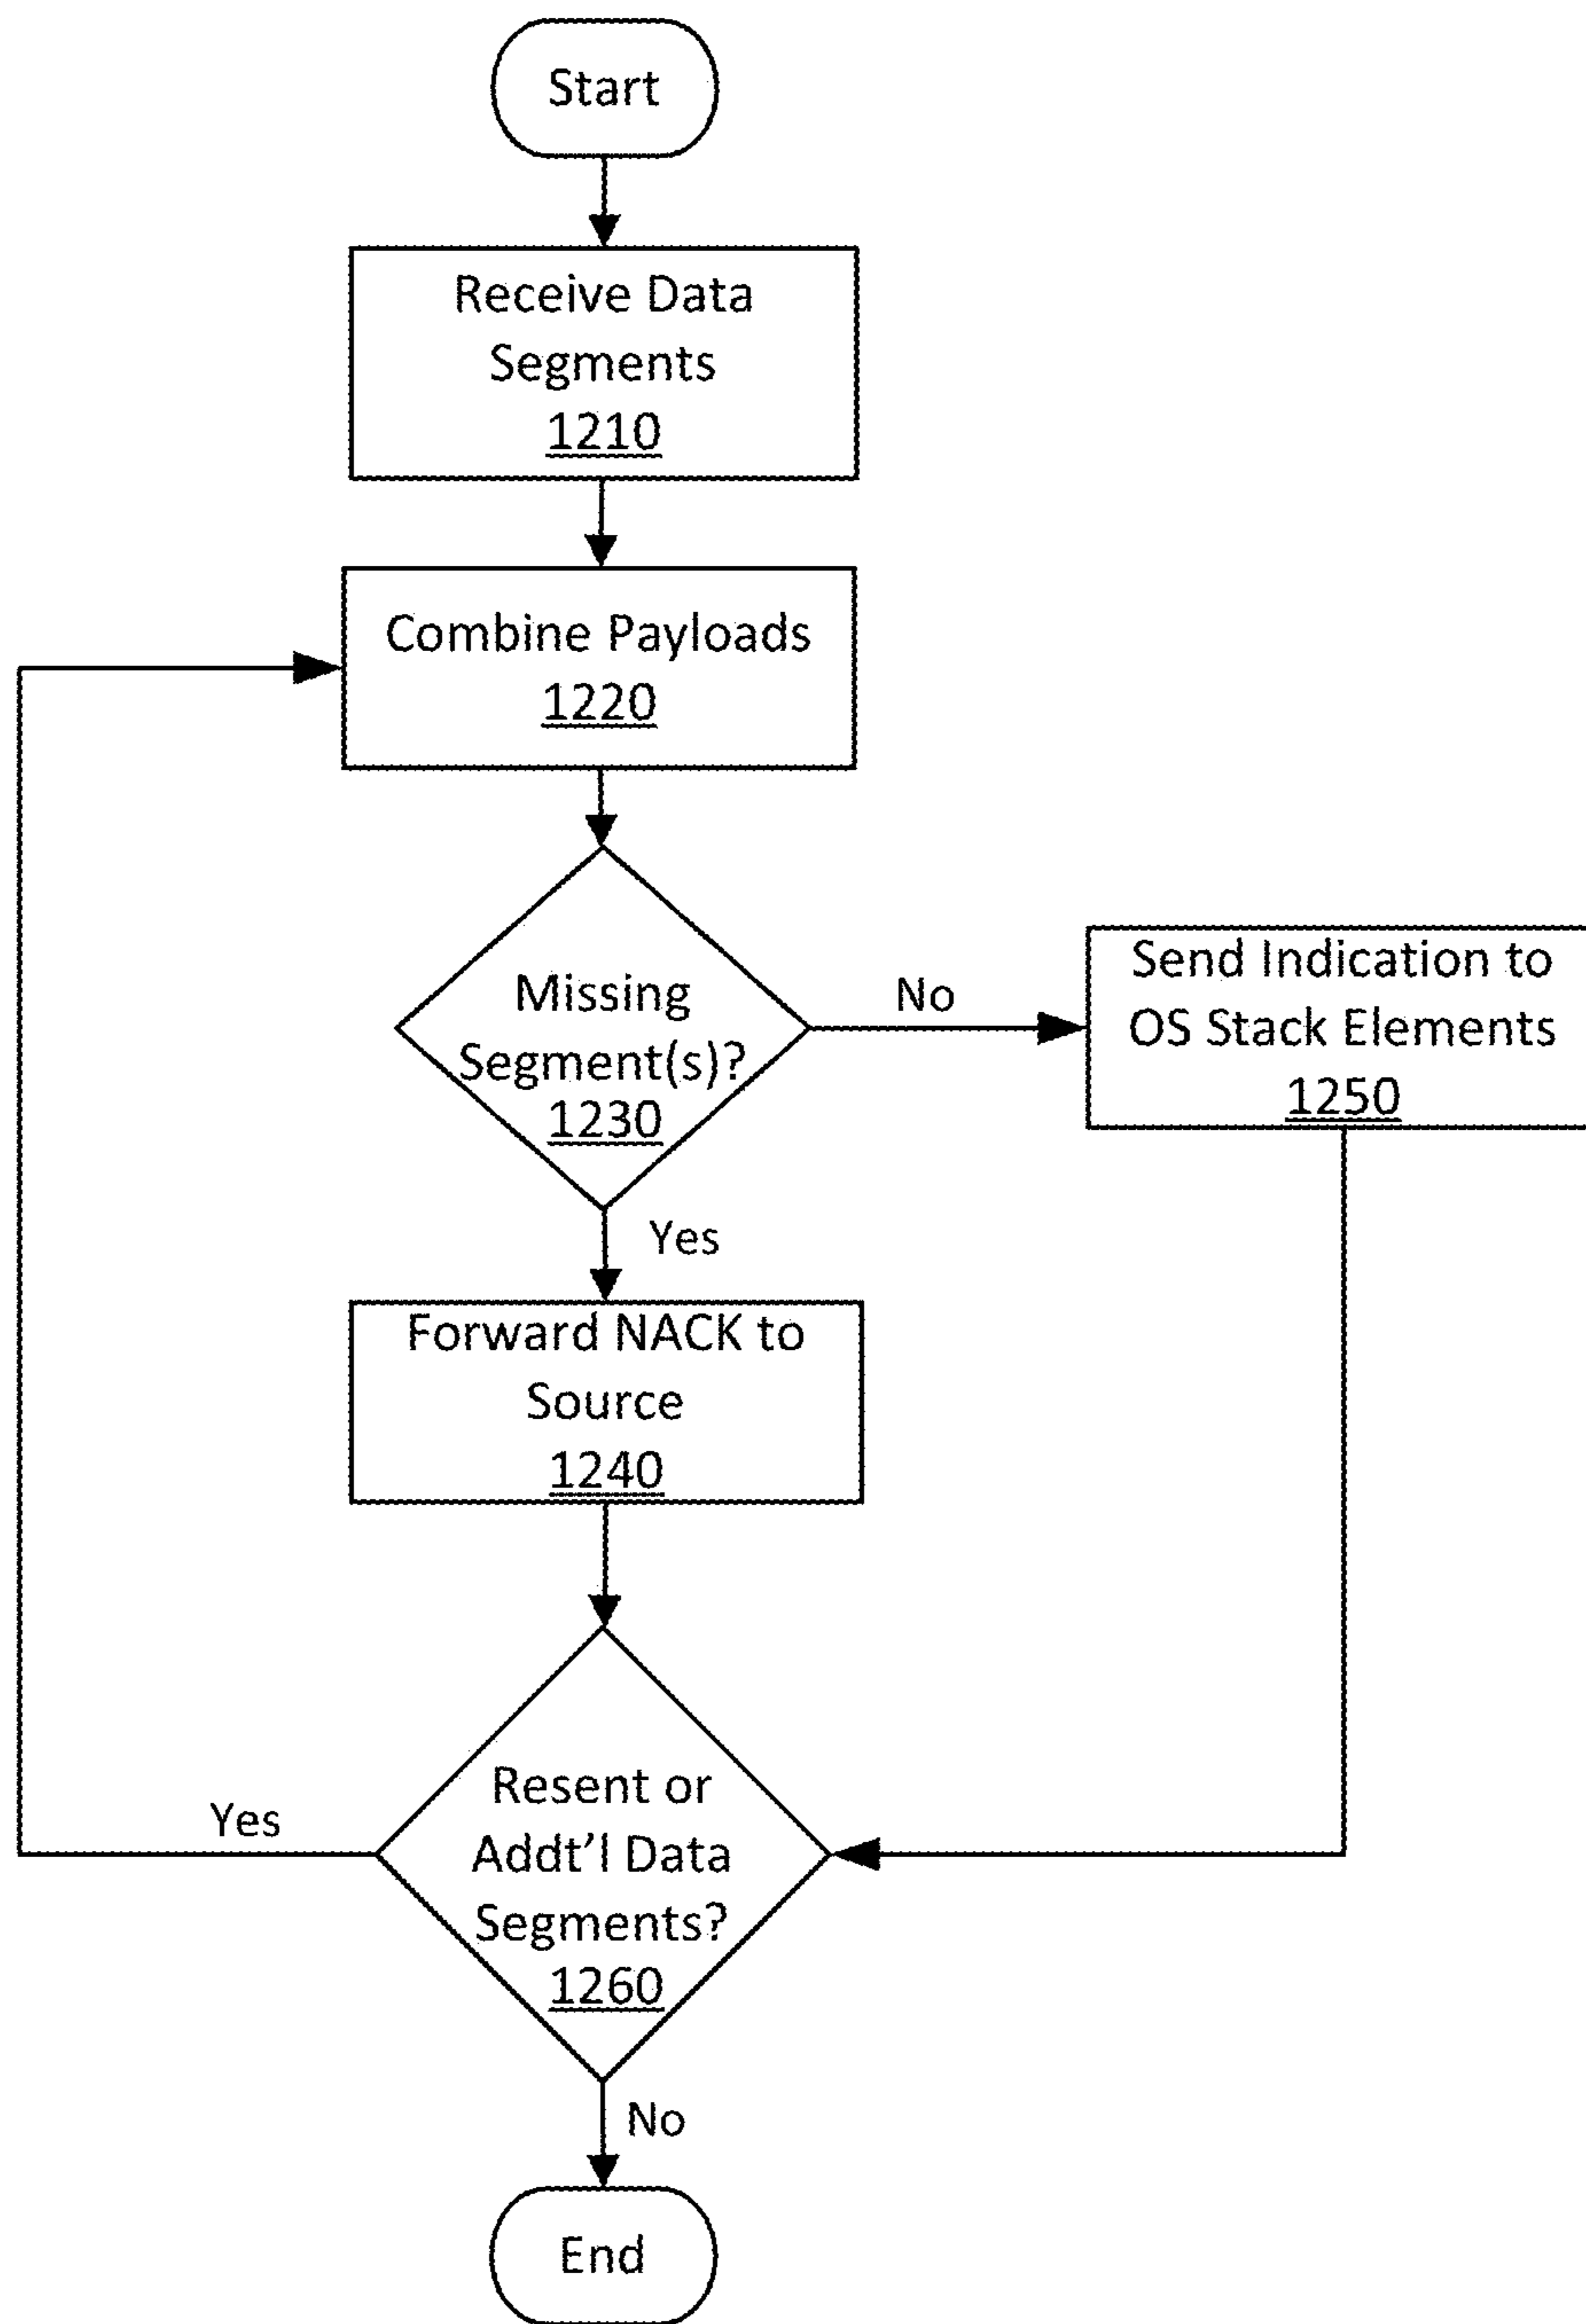 Start
Receive Data
Segments
1210
Combine Payloads
1220
Missing
Segment(s)?
1230
No
Send Indication to
OS Stack Elements
1250
Yes
Forward NACK to
Source
1240
Resent or
Addt'l Data
Segments?
1260
Yes
No
End